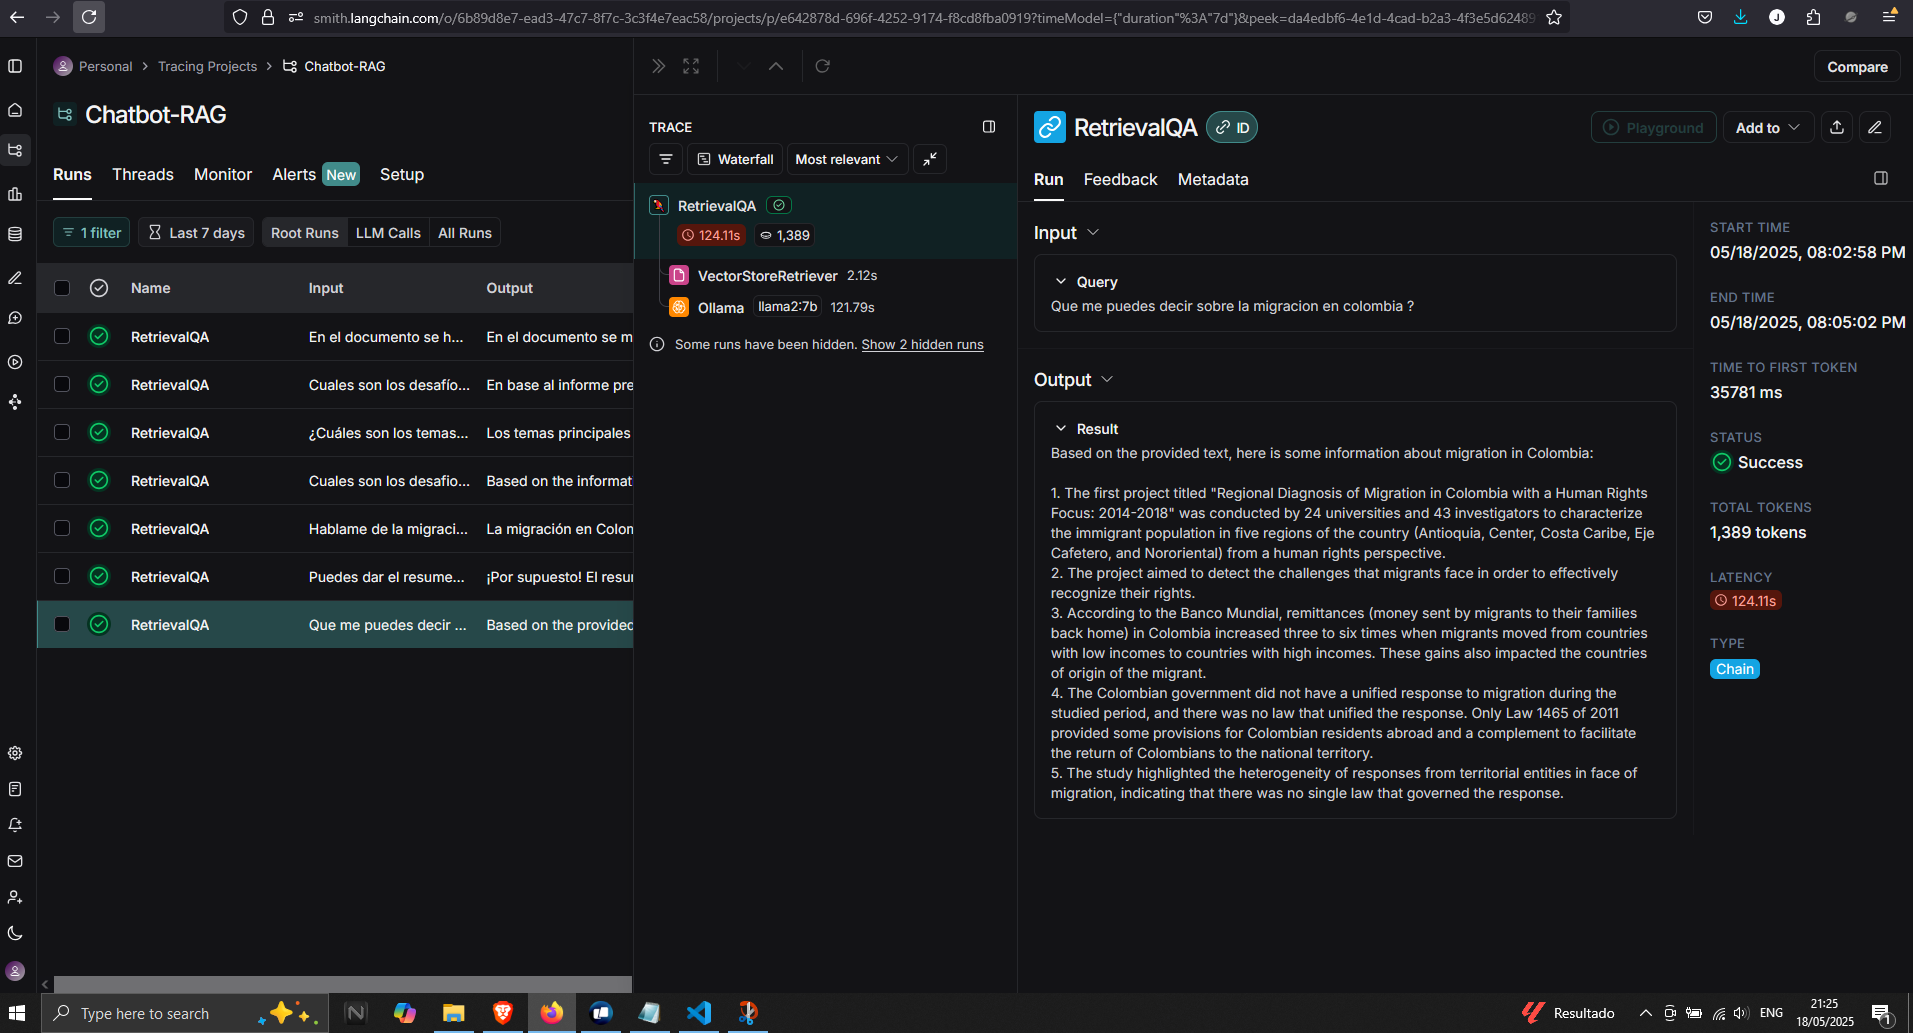 smith.langchain.com/o/6b89d8e7-ead3-47c7-8f7c-3c3f4e7eac58/projects/p/e642878d-696f-4252-9174-f8cd8fba0919?timeModel={"duration"%3A"7d"}&peek=da4edbf6-4e1d-4cad-b2a3-4f3e5d62489
J
Personal > Tracing Projects > Chatbot-RAG
Compare
Chatbot-RAG
Runs Threads Monitor Alerts New Setup
1 filter Last 7 days Root Runs LLM Calls All Runs
Name Input Output
RetrievalQA En el documento se h... En el documento se m
RetrievalQA Cuales son los desafío... En base al informe pre
RetrievalQA ¿Cuáles son los temas... Los temas principales
RetrievalQA Cuales son los desafio... Based on the informat
RetrievalQA Hablame de la migraci... La migración en Colon
RetrievalQA Puedes dar el resume... ¡Por supuesto! El resur
RetrievalQA Que me puedes decir ... Based on the provided
TRACE
Waterfall Most relevant
RetrievalQA
124.11s 1,389
VectorStoreRetriever 2.12s
Ollama llama2:7b 121.79s
Some runs have been hidden. Show 2 hidden runs
RetrievalQA ID
Playground Add to
Run Feedback Metadata
Input
Query
Que me puedes decir sobre la migracion en colombia ?
Output
Result
Based on the provided text, here is some information about migration in Colombia:
1. The first project titled "Regional Diagnosis of Migration in Colombia with a Human Rights
Focus: 2014-2018" was conducted by 24 universities and 43 investigators to characterize
the immigrant population in five regions of the country (Antioquia, Center, Costa Caribe, Eje
Cafetero, and Nororiental) from a human rights perspective.
2. The project aimed to detect the challenges that migrants face in order to effectively
recognize their rights.
3. According to the Banco Mundial, remittances (money sent by migrants to their families
back home) in Colombia increased three to six times when migrants moved from countries
with low incomes to countries with high incomes. These gains also impacted the countries
of origin of the migrant.
4. The Colombian government did not have a unified response to migration during the
studied period, and there was no law that unified the response. Only Law 1465 of 2011
provided some provisions for Colombian residents abroad and a complement to facilitate
the return of Colombians to the national territory.
5. The study highlighted the heterogeneity of responses from territorial entities in face of
migration, indicating that there was no single law that governed the response.
START TIME
05/18/2025, 08:02:58 PM
END TIME
05/18/2025, 08:05:02 PM
TIME TO FIRST TOKEN
35781 ms
STATUS
Success
TOTAL TOKENS
1,389 tokens
LATENCY
124.11s
TYPE
Chain
Type here to search
Resultado
ENG
21:25
18/05/2025
1